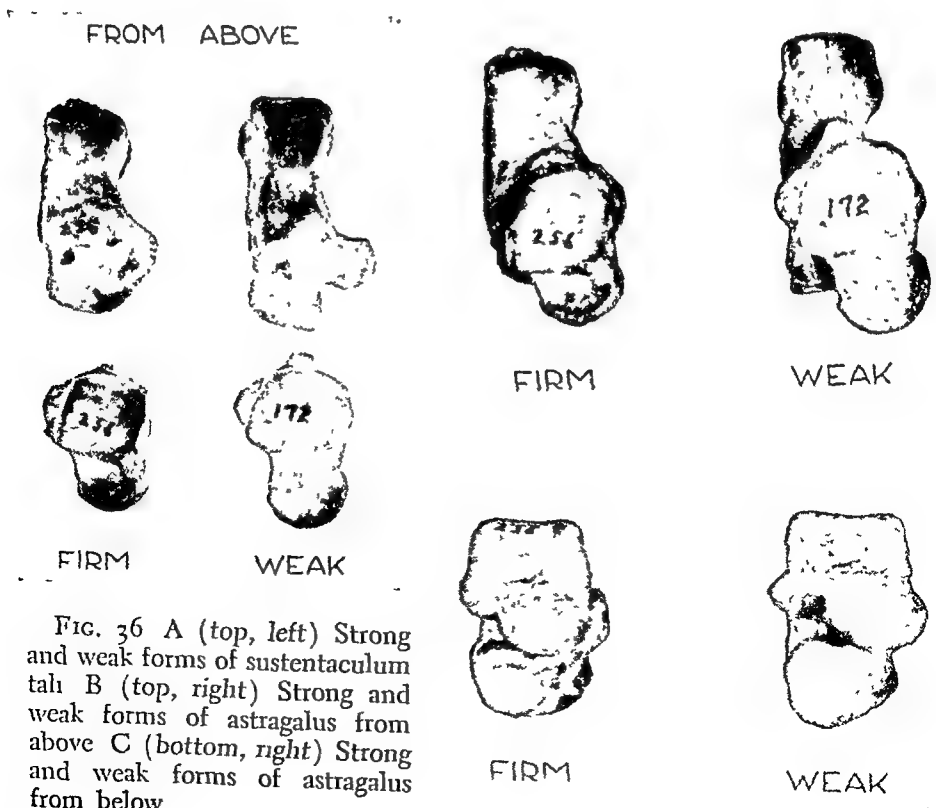 FROM ABOVE
256
256
172
FIRM WEAK
256
172
FIRM WEAK
FIRM WEAK
FIG. 36 A (top, left) Strong
and weak forms of sustentaculum
tali B (top, right) Strong and
weak forms of astragalus from
above C (bottom, right) Strong
and weak forms of astragalus
from below